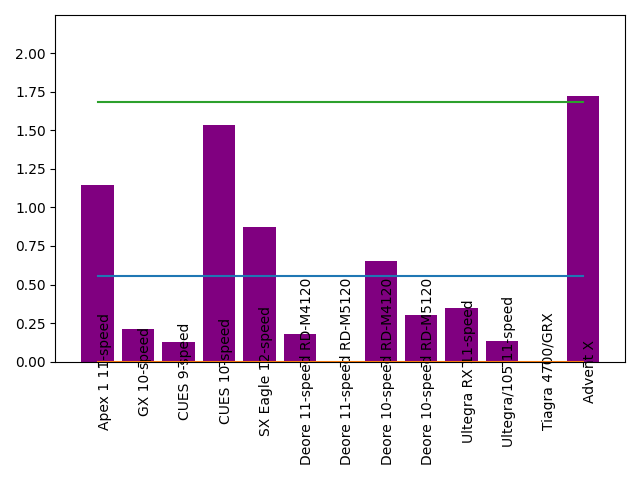 2.00
1.75
1.50
1.25
1.00
0.75
0.50
0.25
0.00
Apex 1 11-speed
GX 10-speed
CUES 9-speed
CUES 10-speed
SX Eagle 12-speed
Deore 11-speed RD-M4120
Deore 11-speed RD-M5120
Deore 10-speed RD-M4120
Deore 10-speed RD-M5120
Ultegra RX 11-speed
Ultegra/105 11-speed
Tiagra 4700/GRX
Advent X